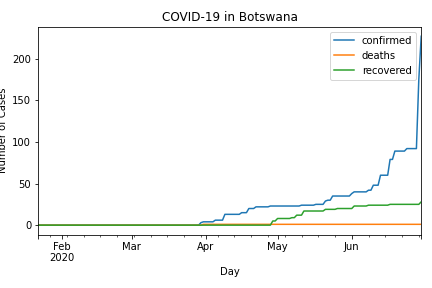 COVID-19 in Botswana
confirmed
deaths
recovered
Number of Cases
200
150
100
50
0
Feb
2020
Mar
Apr
May
Jun
Day